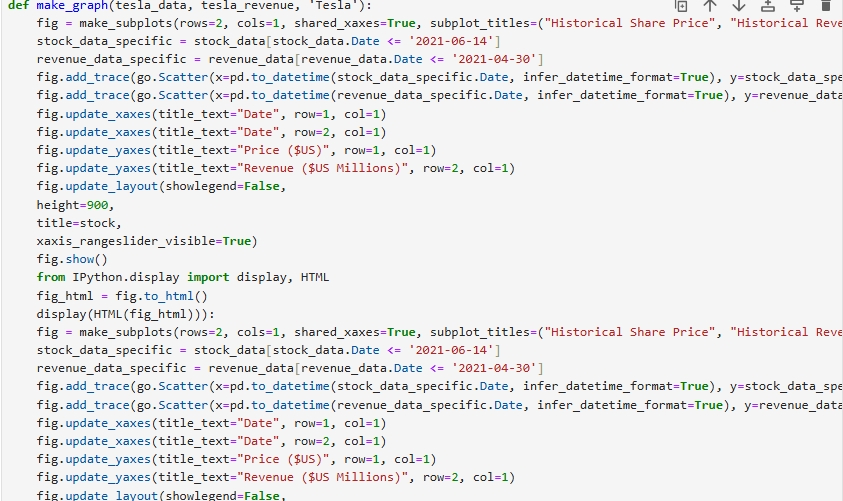 def make_graph(tesla_data, tesla_revenue, 'Tesla'):
fig = make_subplots(rows=2, cols=1, shared_xaxes=True, subplot_titles=("Historical Share Price", "Historical Reve
stock_data_specific = stock_data[stock_data.Date <= '2021-06-14']
revenue_data_specific = revenue_data[revenue_data.Date <= '2021-04-30']
fig.add_trace(go.Scatter(x=pd.to_datetime(stock_data_specific.Date, infer_datetime_format=True), y=stock_data_spe
fig.add_trace(go.Scatter(x=pd.to_datetime(revenue_data_specific.Date, infer_datetime_format=True), y=revenue_data
fig.update_xaxes(title_text="Date", row=1, col=1)
fig.update_xaxes(title_text="Date", row=2, col=1)
fig.update_yaxes(title_text="Price ($US)", row=1, col=1)
fig.update_yaxes(title_text="Revenue ($US Millions)", row=2, col=1)
fig.update_layout(showlegend=False,
height=900,
title=stock,
xaxis_rangeslider_visible=True)
fig.show()
from IPython.display import display, HTML
fig_html = fig.to_html()
display(HTML(fig_html))):
fig = make_subplots(rows=2, cols=1, shared_xaxes=True, subplot_titles=("Historical Share Price", "Historical Reve
stock_data_specific = stock_data[stock_data.Date <= '2021-06-14']
revenue_data_specific = revenue_data[revenue_data.Date <= '2021-04-30']
fig.add_trace(go.Scatter(x=pd.to_datetime(stock_data_specific.Date, infer_datetime_format=True), y=stock_data_spe
fig.add_trace(go.Scatter(x=pd.to_datetime(revenue_data_specific.Date, infer_datetime_format=True), y=revenue_data
fig.update_xaxes(title_text="Date", row=1, col=1)
fig.update_xaxes(title_text="Date", row=2, col=1)
fig.update_yaxes(title_text="Price ($US)", row=1, col=1)
fig.update_yaxes(title_text="Revenue ($US Millions)", row=2, col=1)
fig.update_layout(showlegend=False,